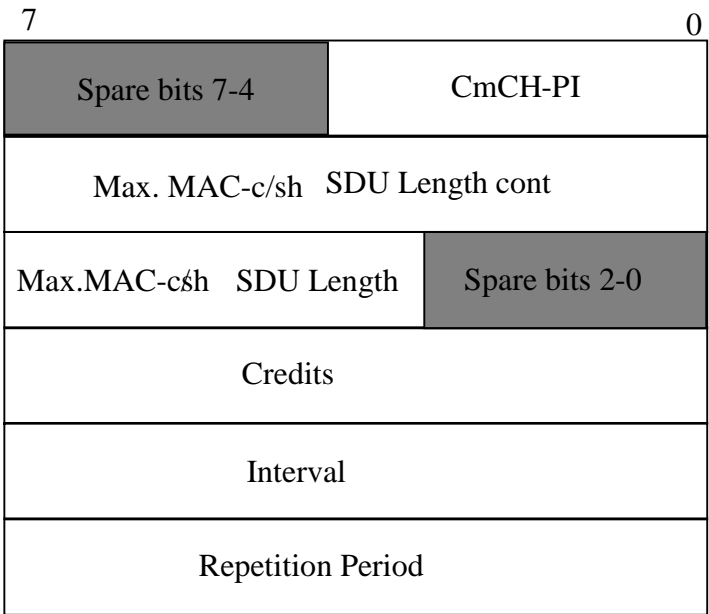 7 0
Spare bits 7-4 CmCH-PI
Max. MAC-c/sh SDU Length cont
Max.MAC-c/sh SDU Length Spare bits 2-0
Credits
Interval
Repetition Period